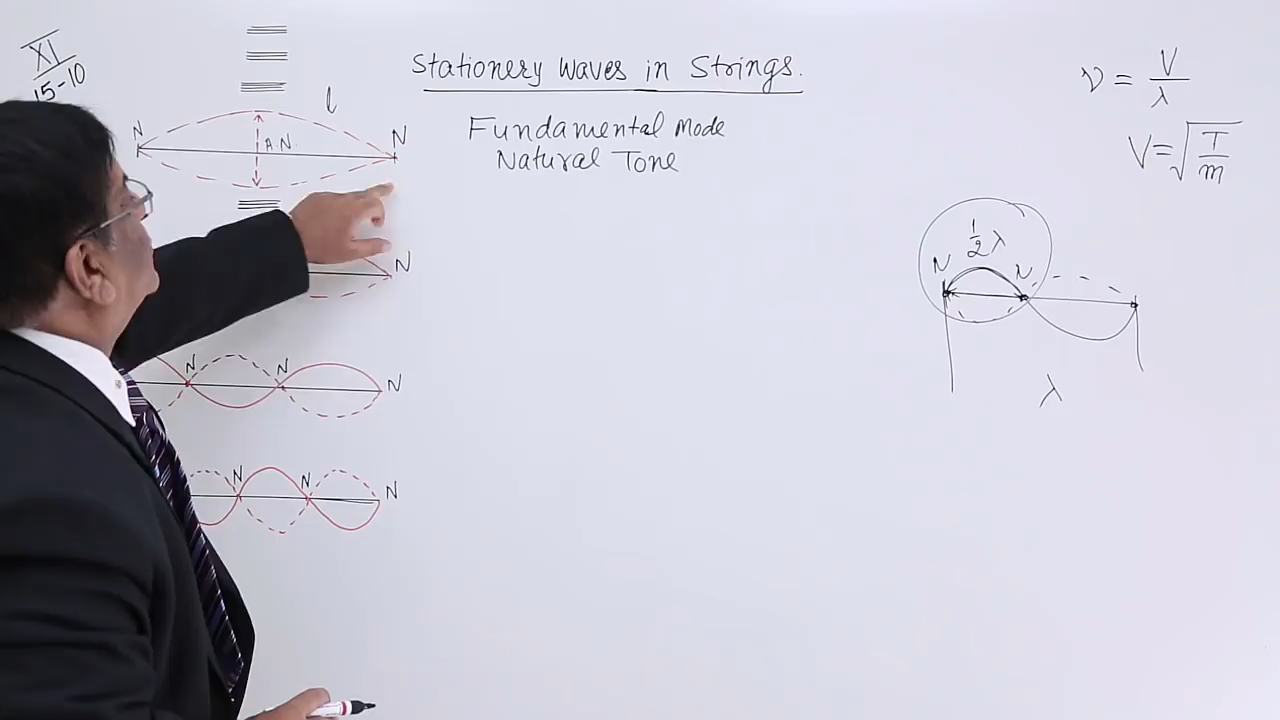 XI
15-10
Stationery Waves in Strings.
Fundamental Mode
Natural Tone
ν = V/λ
V = √T/m
l
N
A.N.
N
N
N
N
N
N
N
N
1/2 λ
N
N
λ